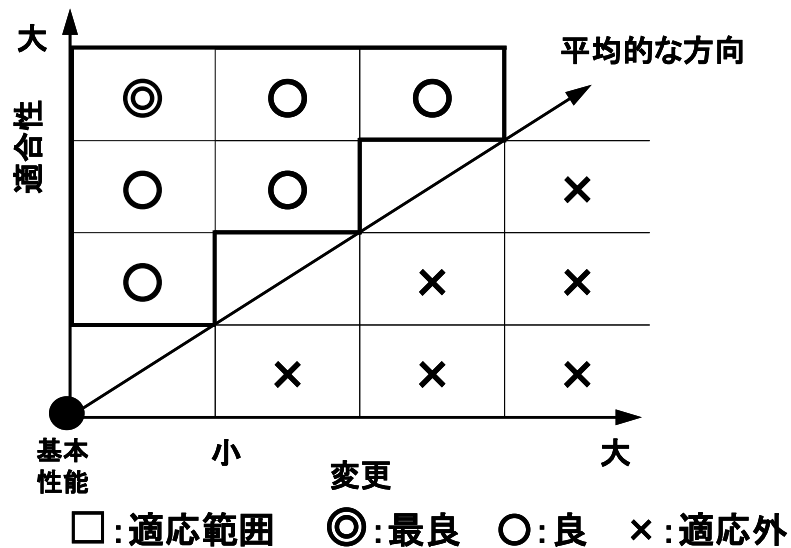 大
平均的な方向
適合性
基本
性能
小
大
変更
□:適応範囲 ◎:最良 ○:良 ×:適応外